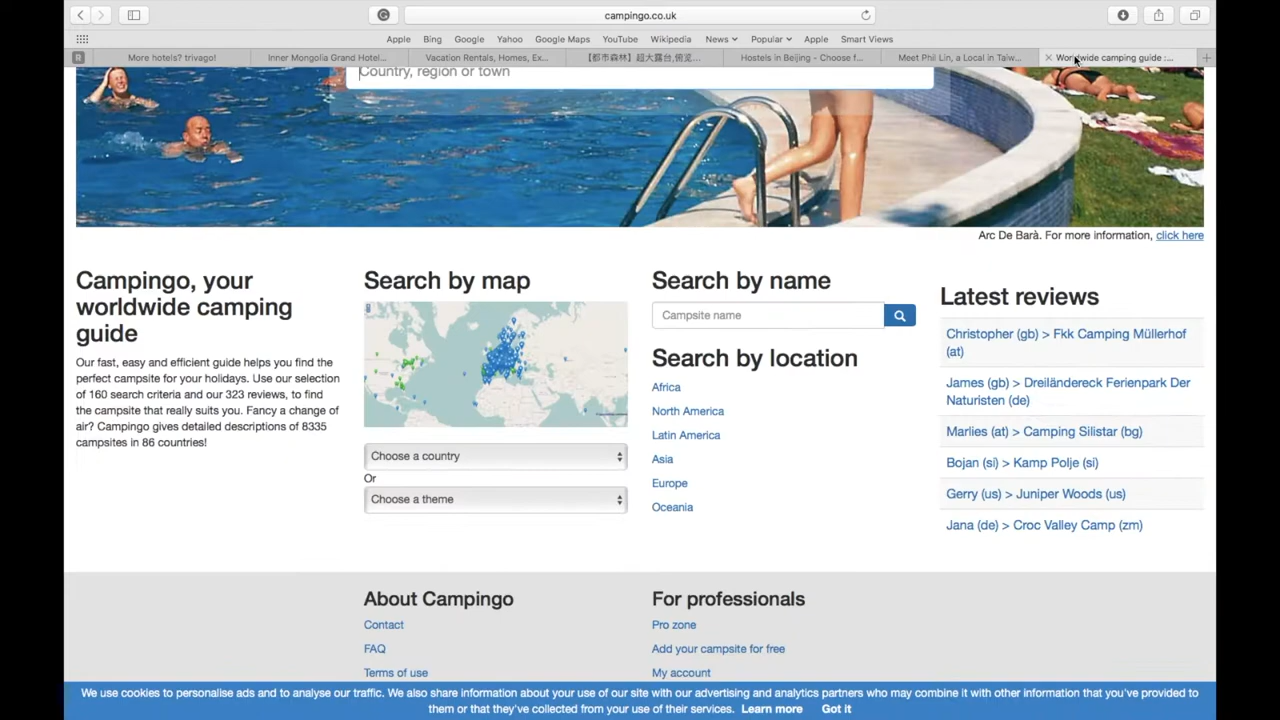 campingo.co.uk
Apple Bing Google Yahoo Google Maps YouTube Wikipedia News Popular Apple Smart Views
R More hotels? trivago! Inner Mongolia Grand Hotel... Vacation Rentals, Homes, Ex... 【都市森林】超大露台,俯览... Hostels in Beijing - Choose f... Meet Phil Lin, a Local in Taiw... Worldwide camping guide :...
Country, region or town
Arc De Barà. For more information, click here
Campingo, your
worldwide camping
guide
Our fast, easy and efficient guide helps you find the
perfect campsite for your holidays. Use our selection
of 160 search criteria and our 323 reviews, to find
the campsite that really suits you. Fancy a change of
air? Campingo gives detailed descriptions of 8335
campsites in 86 countries!
Search by map
Choose a country
Or
Choose a theme
Search by name
Campsite name
Search by location
Africa
North America
Latin America
Asia
Europe
Oceania
Latest reviews
Christopher (gb) > Fkk Camping Müllerhof
(at)
James (gb) > Dreiländereck Ferienpark Der
Naturisten (de)
Marlies (at) > Camping Silistar (bg)
Bojan (si) > Kamp Polje (si)
Gerry (us) > Juniper Woods (us)
Jana (de) > Croc Valley Camp (zm)
About Campingo
Contact
FAQ
Terms of use
For professionals
Pro zone
Add your campsite for free
My account
We use cookies to personalise ads and to analyse our traffic. We also share information about your use of our site with our advertising and analytics partners who may combine it with other information that you've provided to
them or that they've collected from your use of their services. Learn more Got it